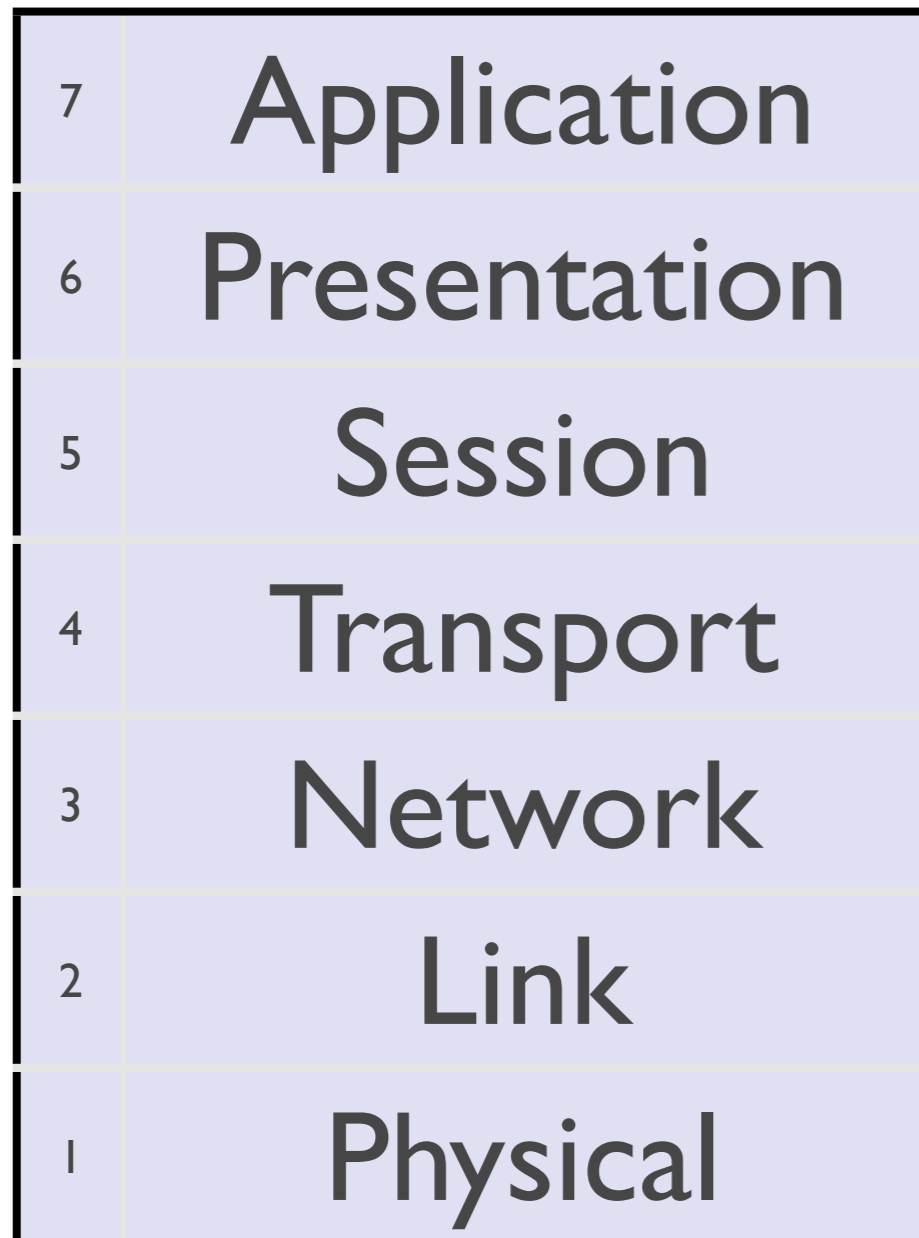 7 Application
6 Presentation
5 Session
4 Transport
3 Network
2 Link
1 Physical